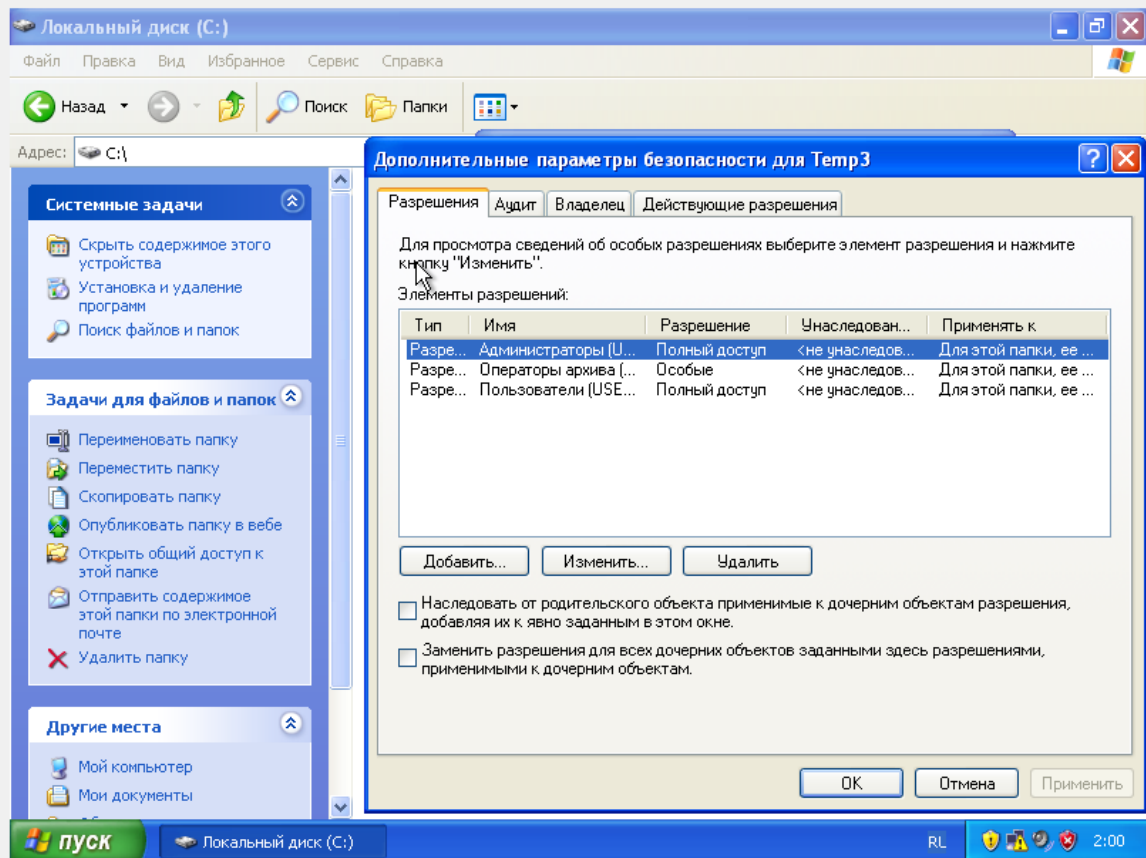 Локальный диск (C:)
Файл Правка Вид Избранное Сервис Справка
Назад Поиск Папки
Адрес: C:\
Системные задачи
Скрыть содержимое этого
устройства
Установка и удаление
программ
Поиск файлов и папок
Задачи для файлов и папок
Переименовать папку
Переместить папку
Скопировать папку
Опубликовать папку в вебе
Открыть общий доступ к
этой папке
Отправить содержимое
этой папки по электронной
почте
Удалить папку
Другие места
Мой компьютер
Мои документы
Дополнительные параметры безопасности для Temp3
Разрешения Аудит Владелец Действующие разрешения
Для просмотра сведений об особых разрешениях выберите элемент разрешения и нажмите
кнопку "Изменить".
Элементы разрешений:
Тип Имя Разрешение Унаследован... Применять к
Разре... Администраторы (U... Полный доступ <не унаследов... Для этой папки, ее ...
Разре... Операторы архива (... Особые <не унаследов... Для этой папки, ее ...
Разре... Пользователи (USE... Полный доступ <не унаследов... Для этой папки, ее ...
Добавить... Изменить... Удалить
Наследовать от родительского объекта применимые к дочерним объектам разрешения,
добавляя их к явно заданным в этом окне.
Заменить разрешения для всех дочерних объектов заданными здесь разрешениями,
применимыми к дочерним объектам.
OK Отмена Применить
пуск Локальный диск (C:) RL 2:00